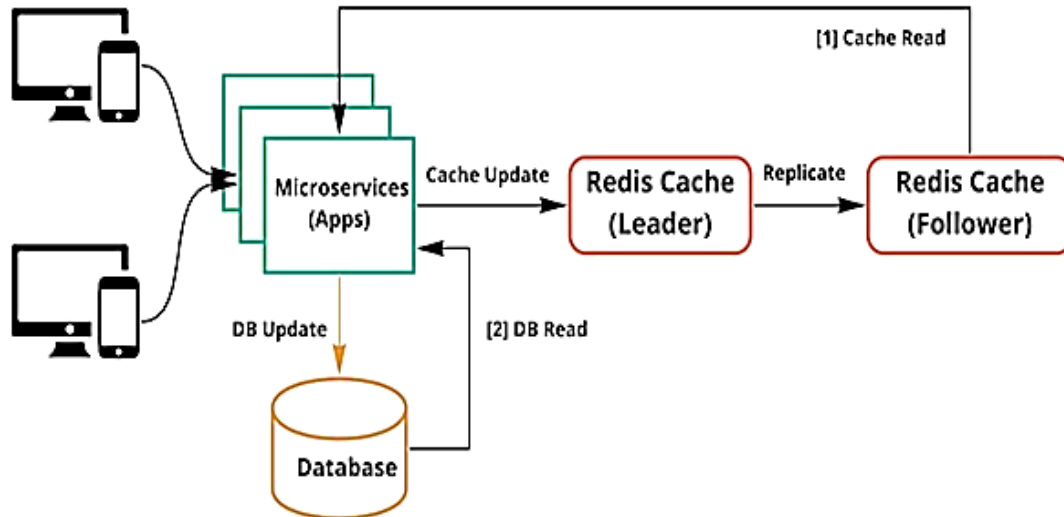 [1] Cache Read
Microservices
(Apps)
Cache Update
Redis Cache
(Leader)
Replicate
Redis Cache
(Follower)
DB Update
[2] DB Read
Database